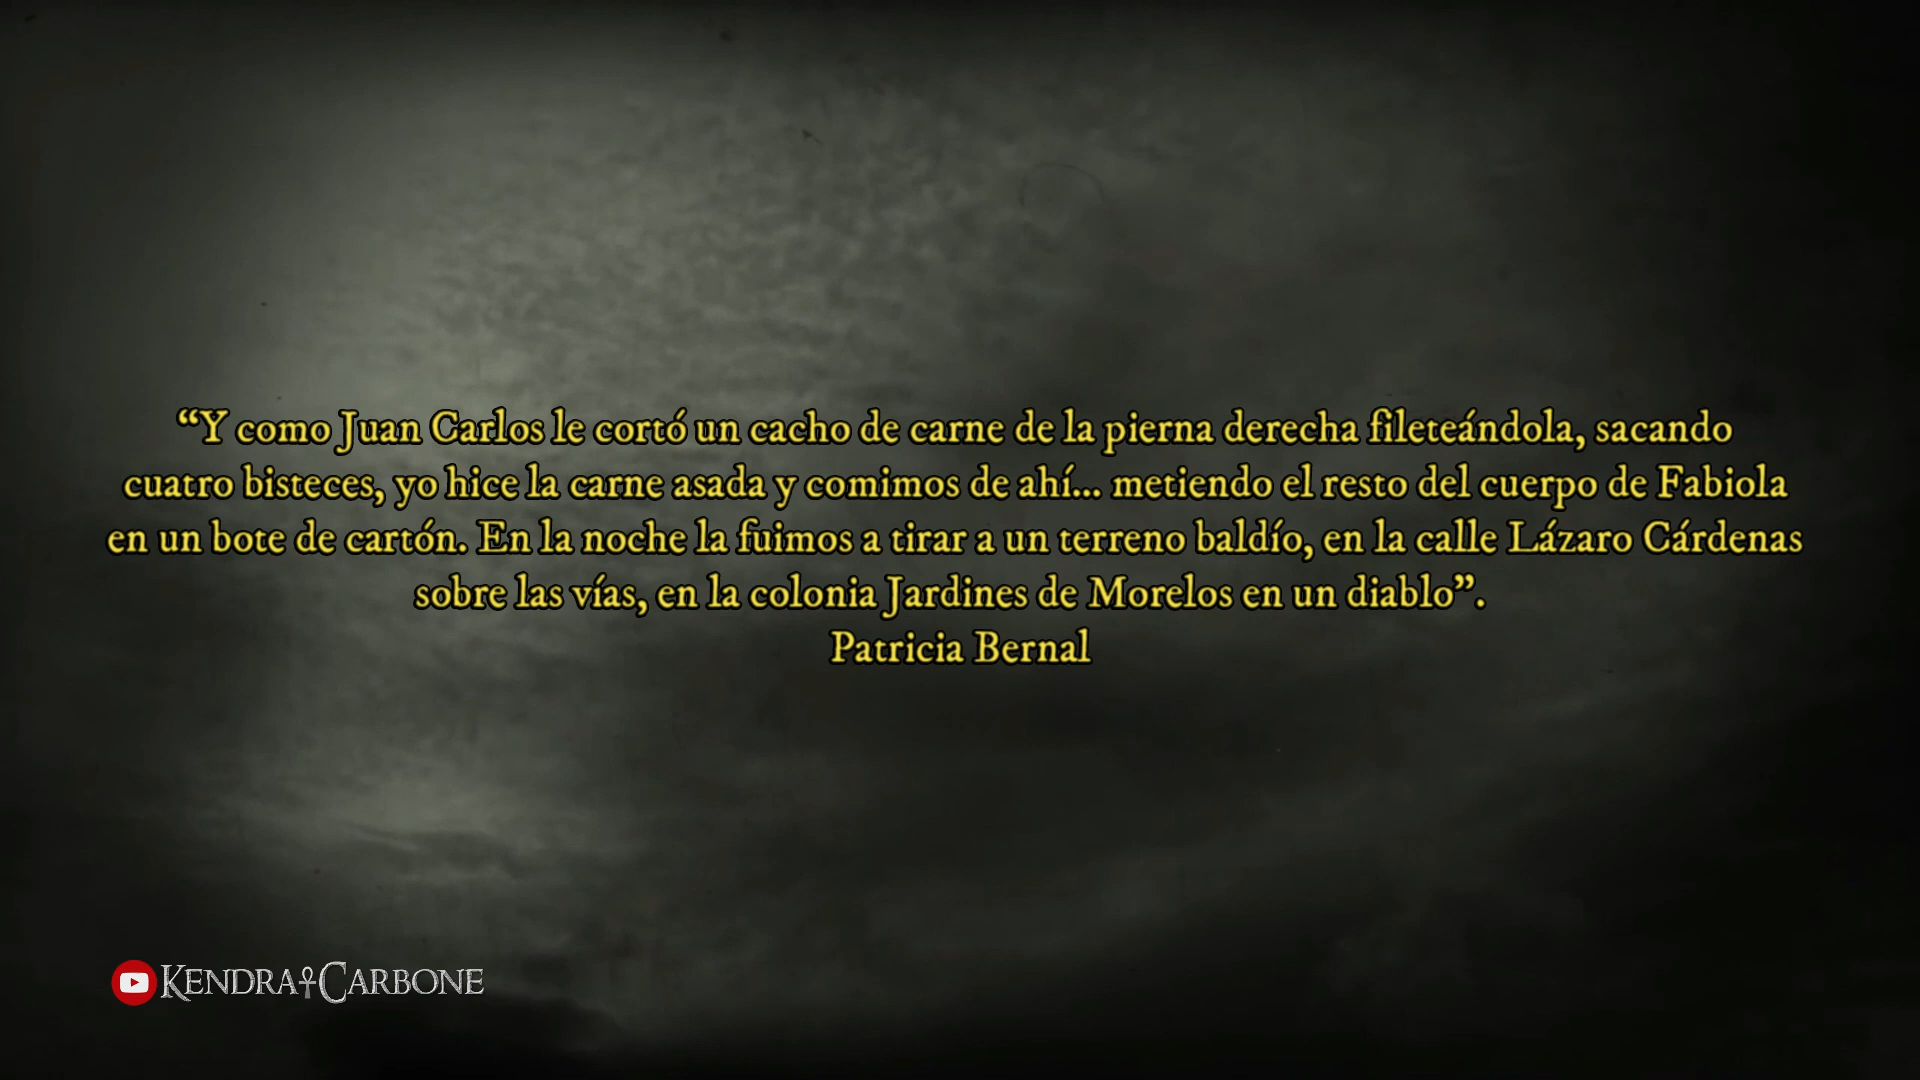 “Y como Juan Carlos le cortó un cacho de carne de la pierna derecha fileteándola, sacando
cuatro bisteces, yo hice la carne asada y comimos de ahí... metiendo el resto del cuerpo de Fabiola
en un bote de cartón. En la noche la fuimos a tirar a un terreno baldío, en la calle Lázaro Cárdenas
sobre las vías, en la colonia Jardines de Morelos en un diablo”.
Patricia Bernal
KENDRA☥CARBONE